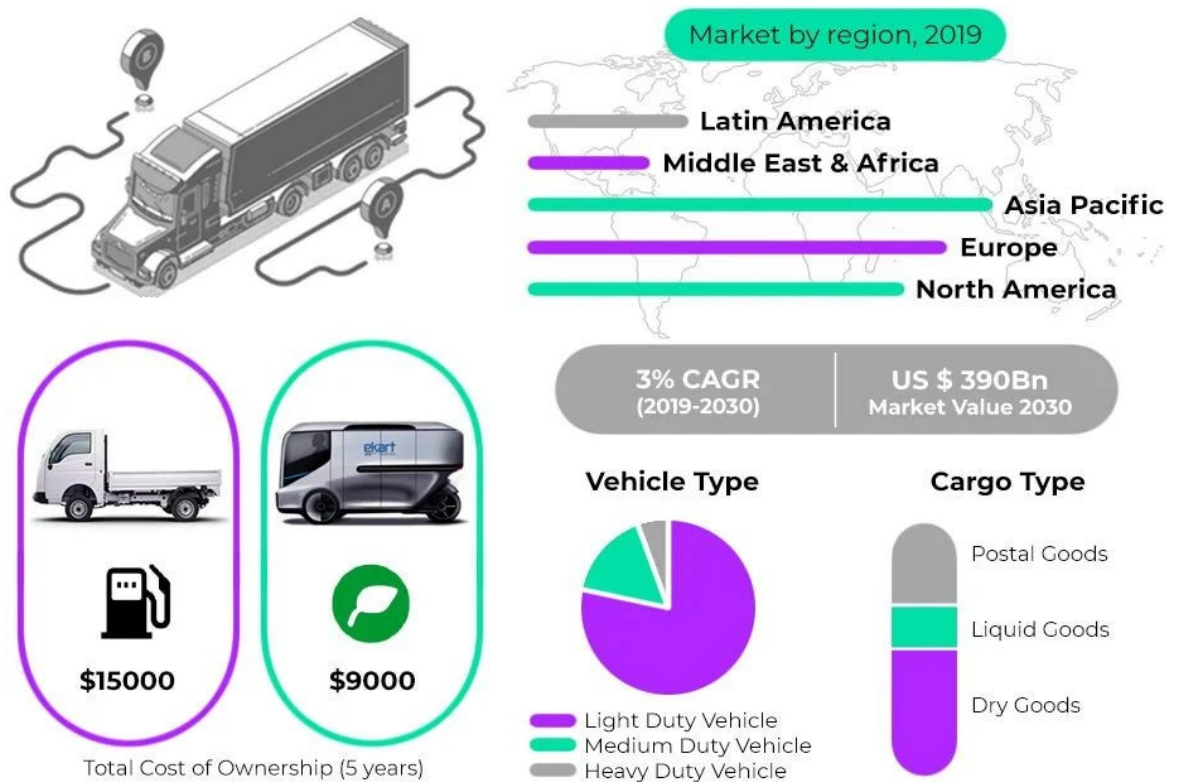 Market by region, 2019
Latin America
Middle East & Africa
Asia Pacific
Europe
North America
3% CAGR
(2019-2030)
US $ 390Bn
Market Value 2030
ekart
$15000
$9000
Total Cost of Ownership (5 years)
Vehicle Type
Light Duty Vehicle
Medium Duty Vehicle
Heavy Duty Vehicle
Cargo Type
Postal Goods
Liquid Goods
Dry Goods